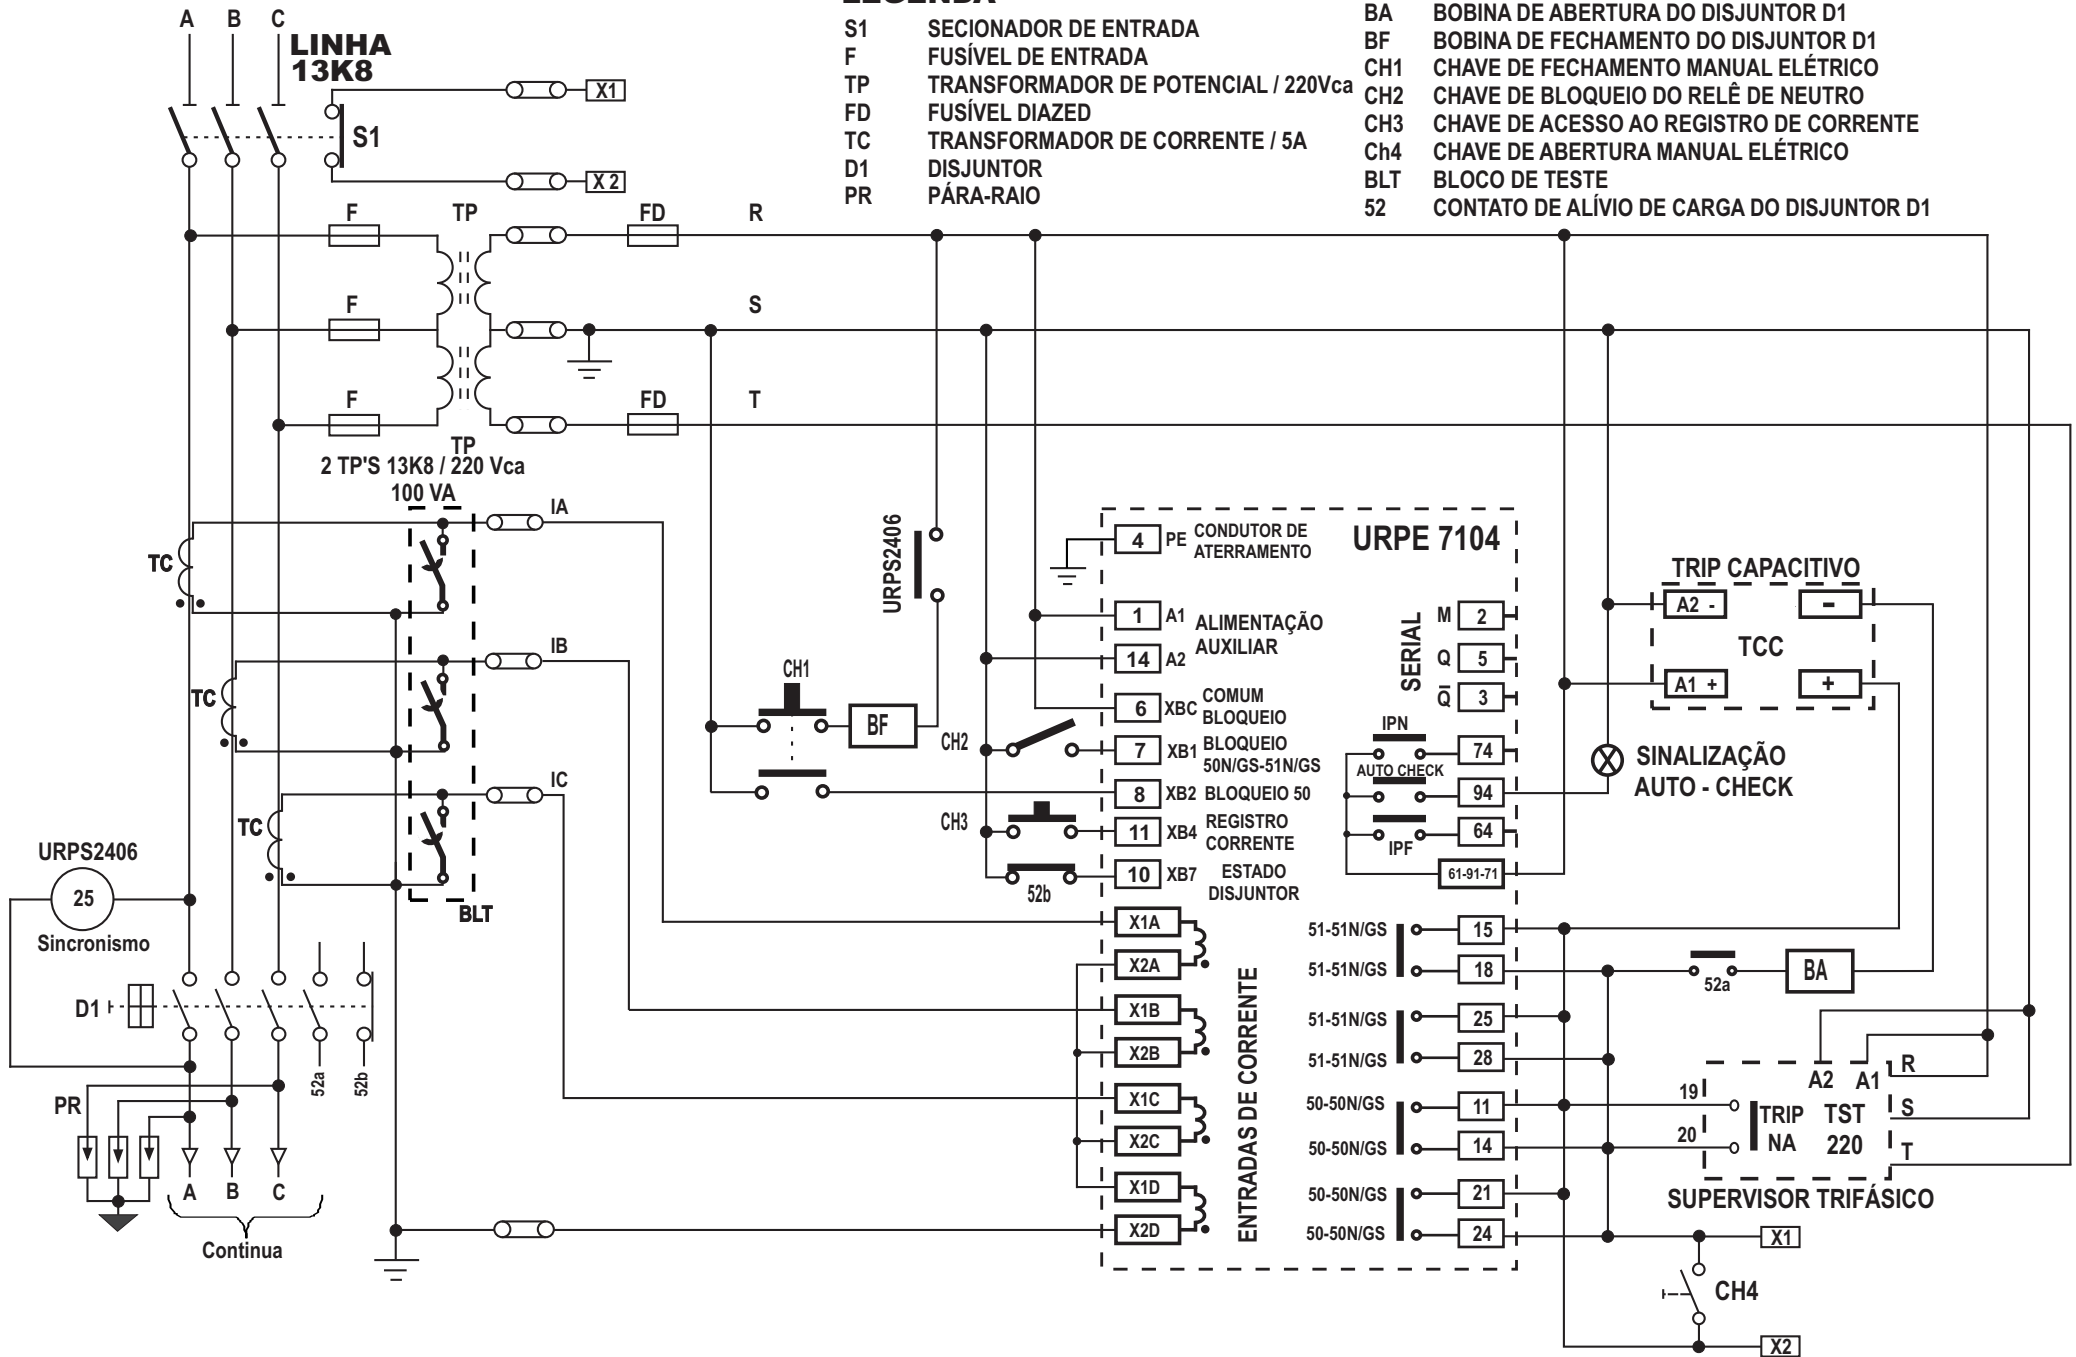 A B C
LINHA
13K8
X1
S1
X 2
LEGENDA
S1 SECIONADOR DE ENTRADA
F FUSÍVEL DE ENTRADA
TP TRANSFORMADOR DE POTENCIAL / 220Vca
FD FUSÍVEL DIAZED
TC TRANSFORMADOR DE CORRENTE / 5A
D1 DISJUNTOR
PR PÁRA-RAIO
BA BOBINA DE ABERTURA DO DISJUNTOR D1
BF BOBINA DE FECHAMENTO DO DISJUNTOR D1
CH1 CHAVE DE FECHAMENTO MANUAL ELÉTRICO
CH2 CHAVE DE BLOQUEIO DO RELÊ DE NEUTRO
CH3 CHAVE DE ACESSO AO REGISTRO DE CORRENTE
Ch4 CHAVE DE ABERTURA MANUAL ELÉTRICO
BLT BLOCO DE TESTE
52 CONTATO DE ALÍVIO DE CARGA DO DISJUNTOR D1
F TP FD R
F S
F FD T
TP
2 TP'S 13K8 / 220 Vca
100 VA
IA
TC
IB
TC
IC
TC
BLT
URPS2406
25
Sincronismo
D1
52a
52b
PR
A B C
Continua
URPS2406
CH1
BF
CH2
CH3
52b
URPE 7104
4 PE CONDUTOR DE
ATERRAMENTO
1 A1 ALIMENTAÇÃO
14 A2 AUXILIAR
6 XBC COMUM
BLOQUEIO
7 XB1 BLOQUEIO
50N/GS-51N/GS
8 XB2 BLOQUEIO 50
11 XB4 REGISTRO
CORRENTE
10 XB7 ESTADO
DISJUNTOR
SERIAL
M 2
Q 5
Q̄ 3
IPN
74
AUTO CHECK
94
64
IPF
61-91-71
X1A
X2A
X1B
X2B
X1C
X2C
X1D
X2D
ENTRADAS DE CORRENTE
51-51N/GS 15
51-51N/GS 18
51-51N/GS 25
51-51N/GS 28
50-50N/GS 11
50-50N/GS 14
50-50N/GS 21
50-50N/GS 24
TRIP CAPACITIVO
A2 - -
TCC
A1 + +
SINALIZAÇÃO
AUTO - CHECK
52a
BA
A2 A1 R
19
TRIP TST S
20
NA 220 T
SUPERVISOR TRIFÁSICO
X1
CH4
X2